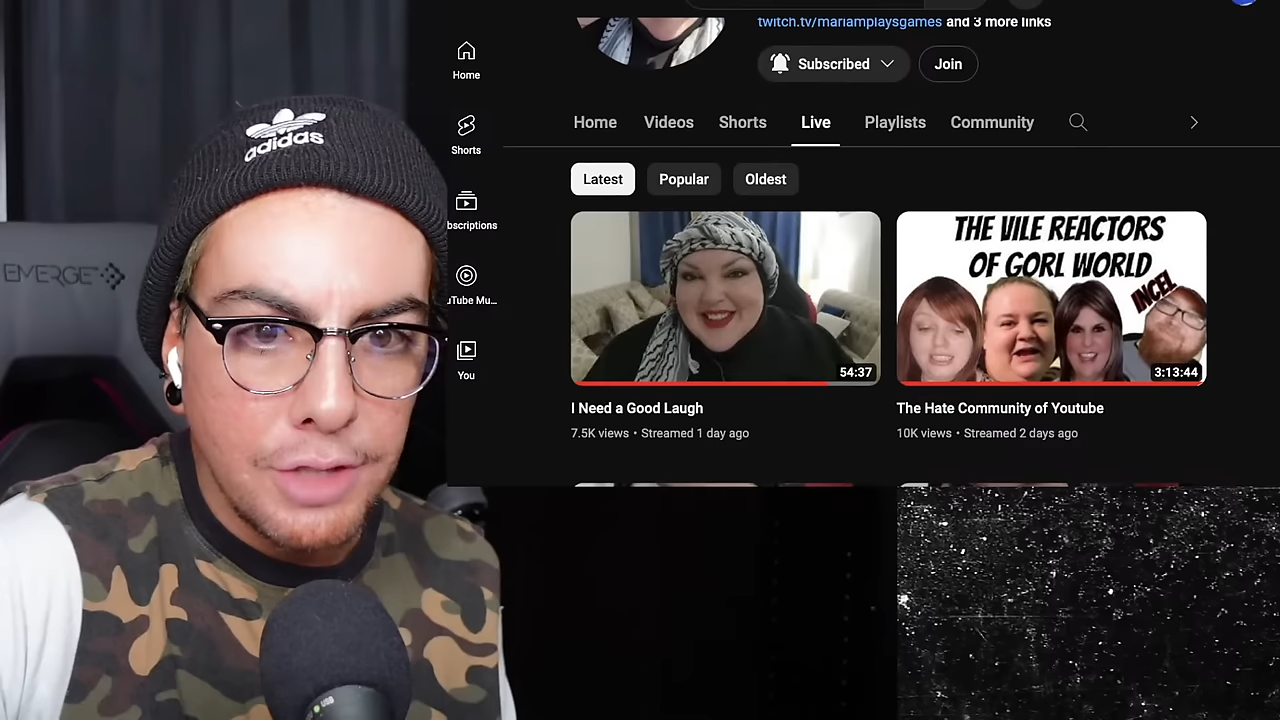 twitch.tv/mariamplaysgames and 3 more links
Subscribed
Join
Home
Shorts
bscriptions
uTube Mu...
You
Home Videos Shorts Live Playlists Community
Latest Popular Oldest
adidas
EMERGE
54:37
I Need a Good Laugh
7.5K views • Streamed 1 day ago
THE VILE REACTORS
OF GORL WORLD
INCEL
3:13:44
The Hate Community of Youtube
10K views • Streamed 2 days ago
USB